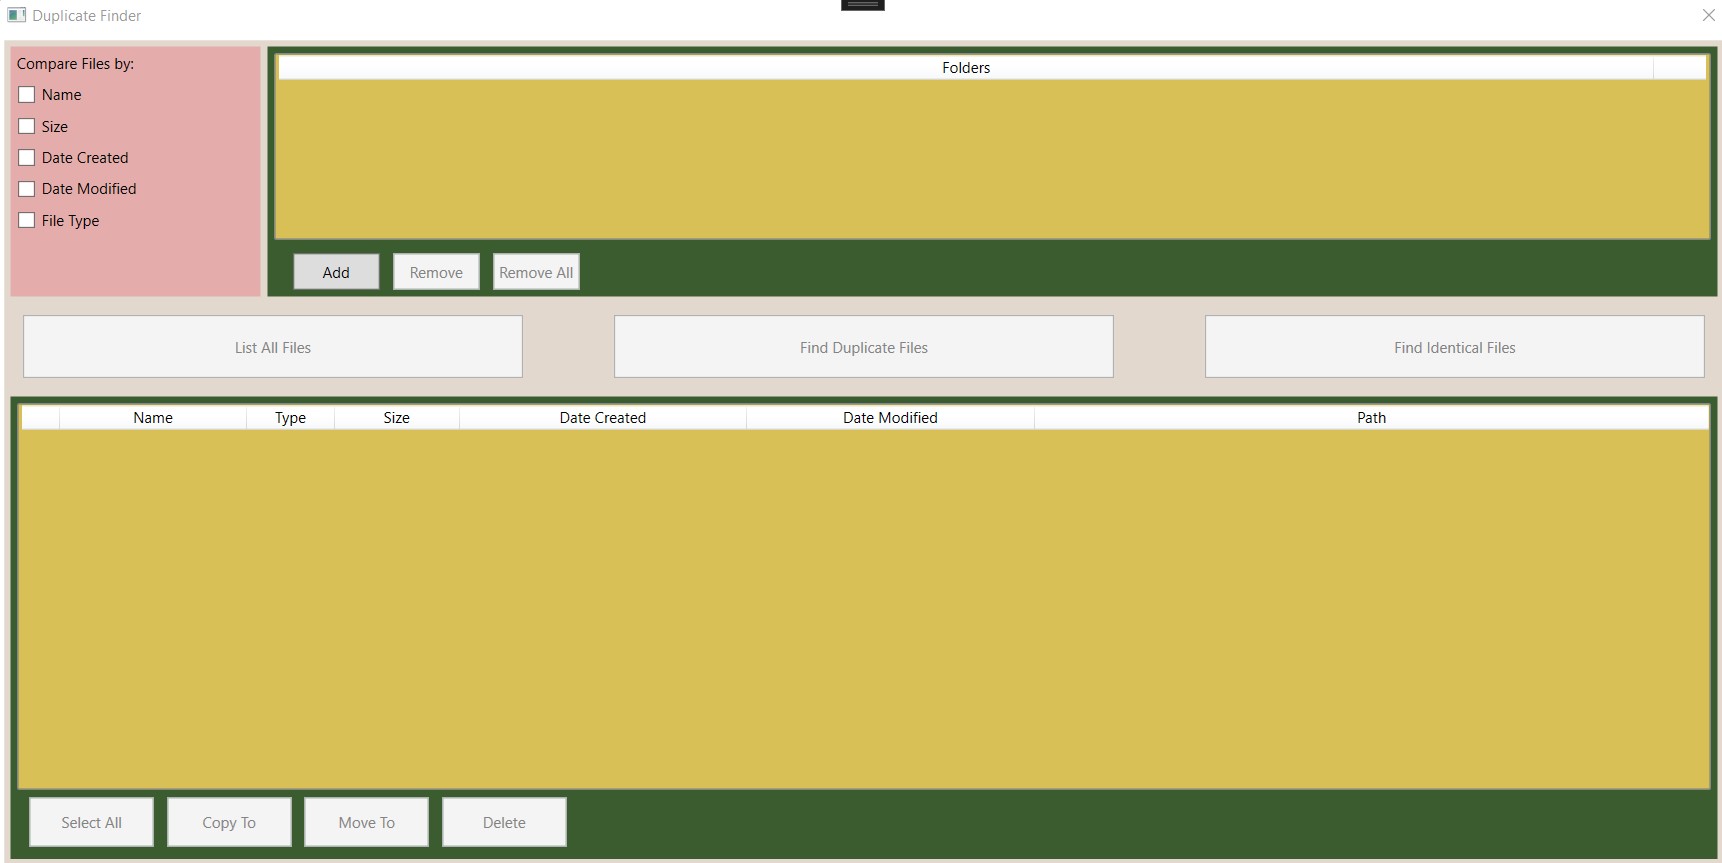 Duplicate Finder
Compare Files by:
Name
Size
Date Created
Date Modified
File Type
Folders
Add Remove Remove All
List All Files Find Duplicate Files Find Identical Files
Name Type Size Date Created Date Modified Path
Select All Copy To Move To Delete